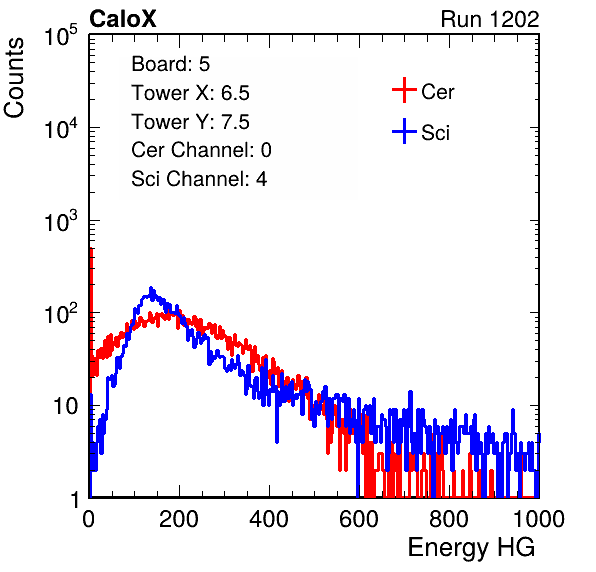 CaloX Run 1202
Counts
Board: 5
Tower X: 6.5
Tower Y: 7.5
Cer Channel: 0
Sci Channel: 4
Cer
Sci
10^5
10^4
10^3
10^2
10
1
0 200 400 600 800 1000
Energy HG